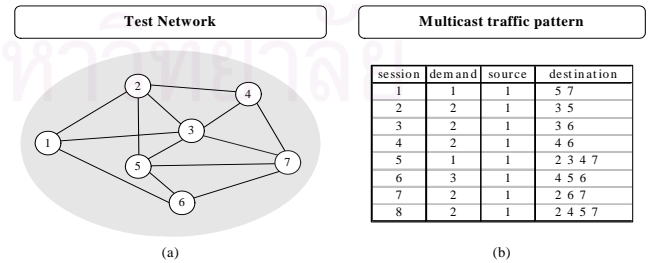 Test Network
Multicast traffic pattern
2
4
3
1
5
7
6
session demand source destination
1 1 1 5 7
2 2 1 3 5
3 2 1 3 6
4 2 1 4 6
5 1 1 2 3 4 7
6 3 1 4 5 6
7 2 1 2 6 7
8 2 1 2 4 5 7
(a)
(b)